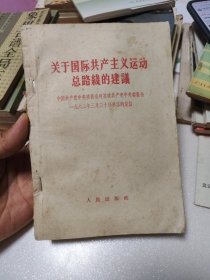 关于国际共产主义运动
总路綫的建議
中国共产党中央委员会对苏联共产党中央委员会
一九六三年三月三十日来信的复信
人民出版社